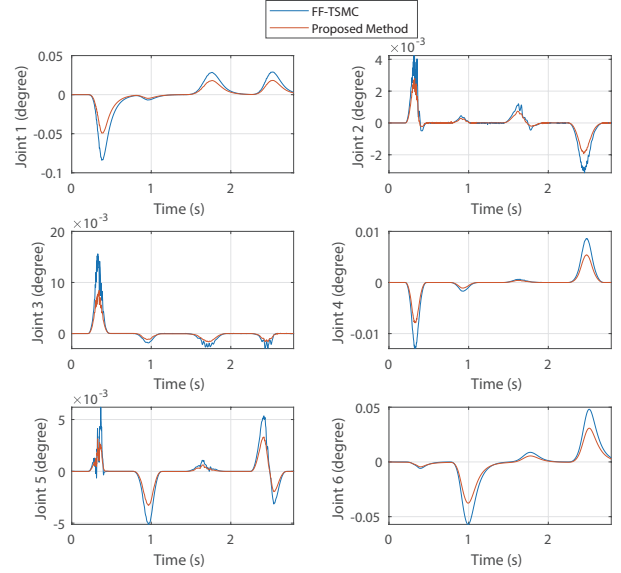 FF-TSMC
Proposed Method
0.05
0
-0.05
-0.1
Joint 1 (degree)
0
1
2
Time (s)
×10⁻³
4
2
0
-2
Joint 2 (degree)
0
1
2
Time (s)
×10⁻³
20
10
0
Joint 3 (degree)
0
1
2
Time (s)
0.01
0
-0.01
Joint 4 (degree)
0
1
2
Time (s)
×10⁻³
5
0
-5
Joint 5 (degree)
0
1
2
Time (s)
0.05
0
-0.05
Joint 6 (degree)
0
1
2
Time (s)